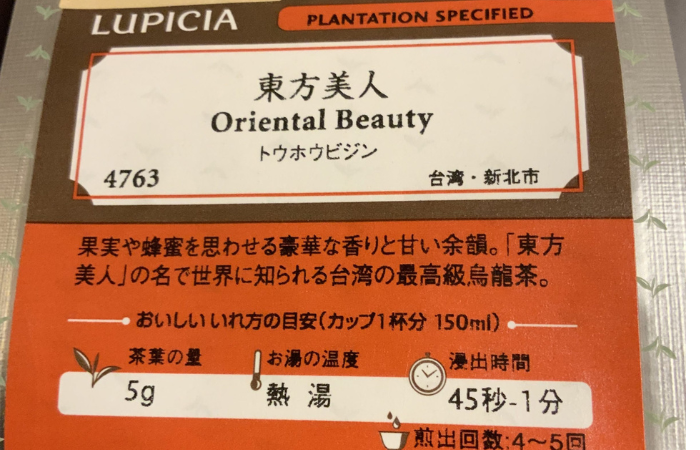 LUPICIA
PLANTATION SPECIFIED
東方美人
Oriental Beauty
トウホウビジン
4763
台湾・新北市
果実や蜂蜜を思わせる豪華な香りと甘い余韻。「東方
美人」の名で世界に知られる台湾の最高級烏龍茶。
おいしいいれ方の目安(カップ1杯分 150ml)
茶葉の量
お湯の温度
浸出時間
5g
熱湯
45秒-1分
煎出回数:4〜5回